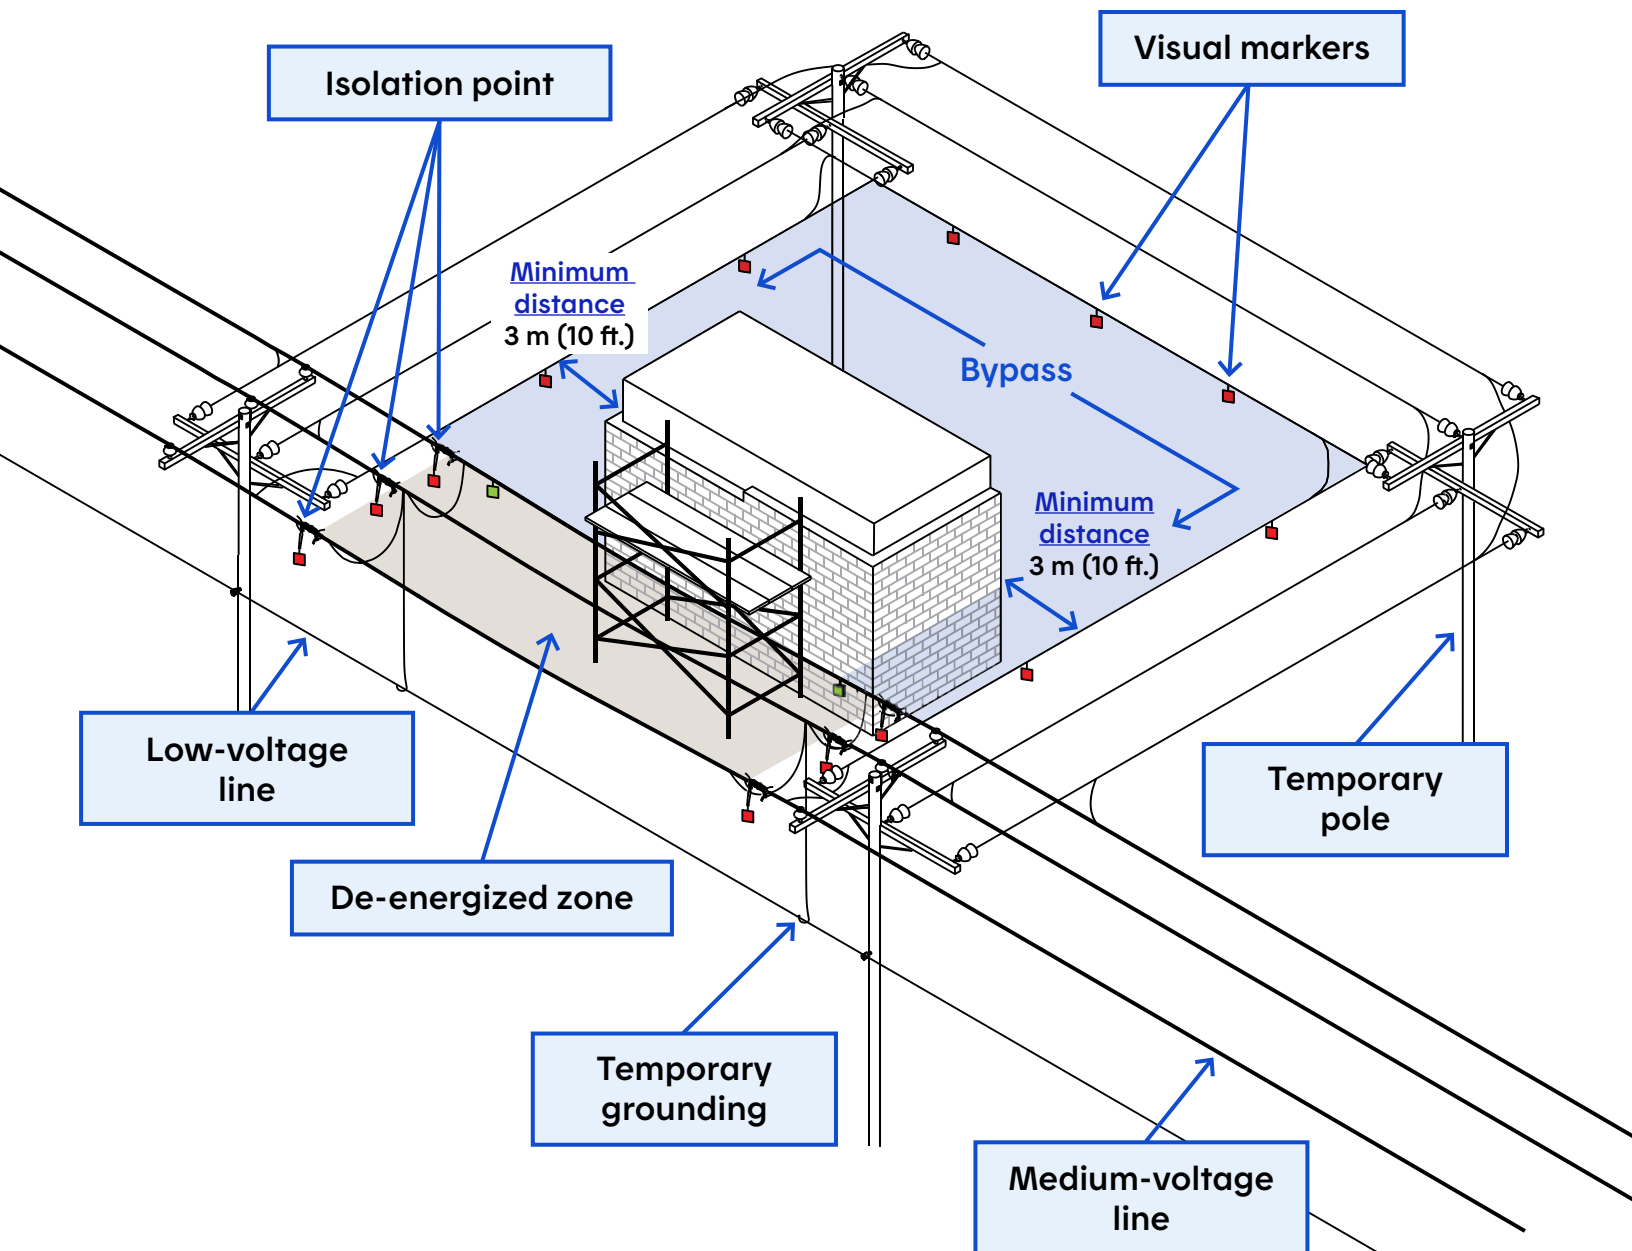 Visual markers
Isolation point
Minimum
distance
3 m (10 ft.)
Bypass
Minimum
distance
3 m (10 ft.)
Low-voltage
line
Temporary
pole
De-energized zone
Temporary
grounding
Medium-voltage
line